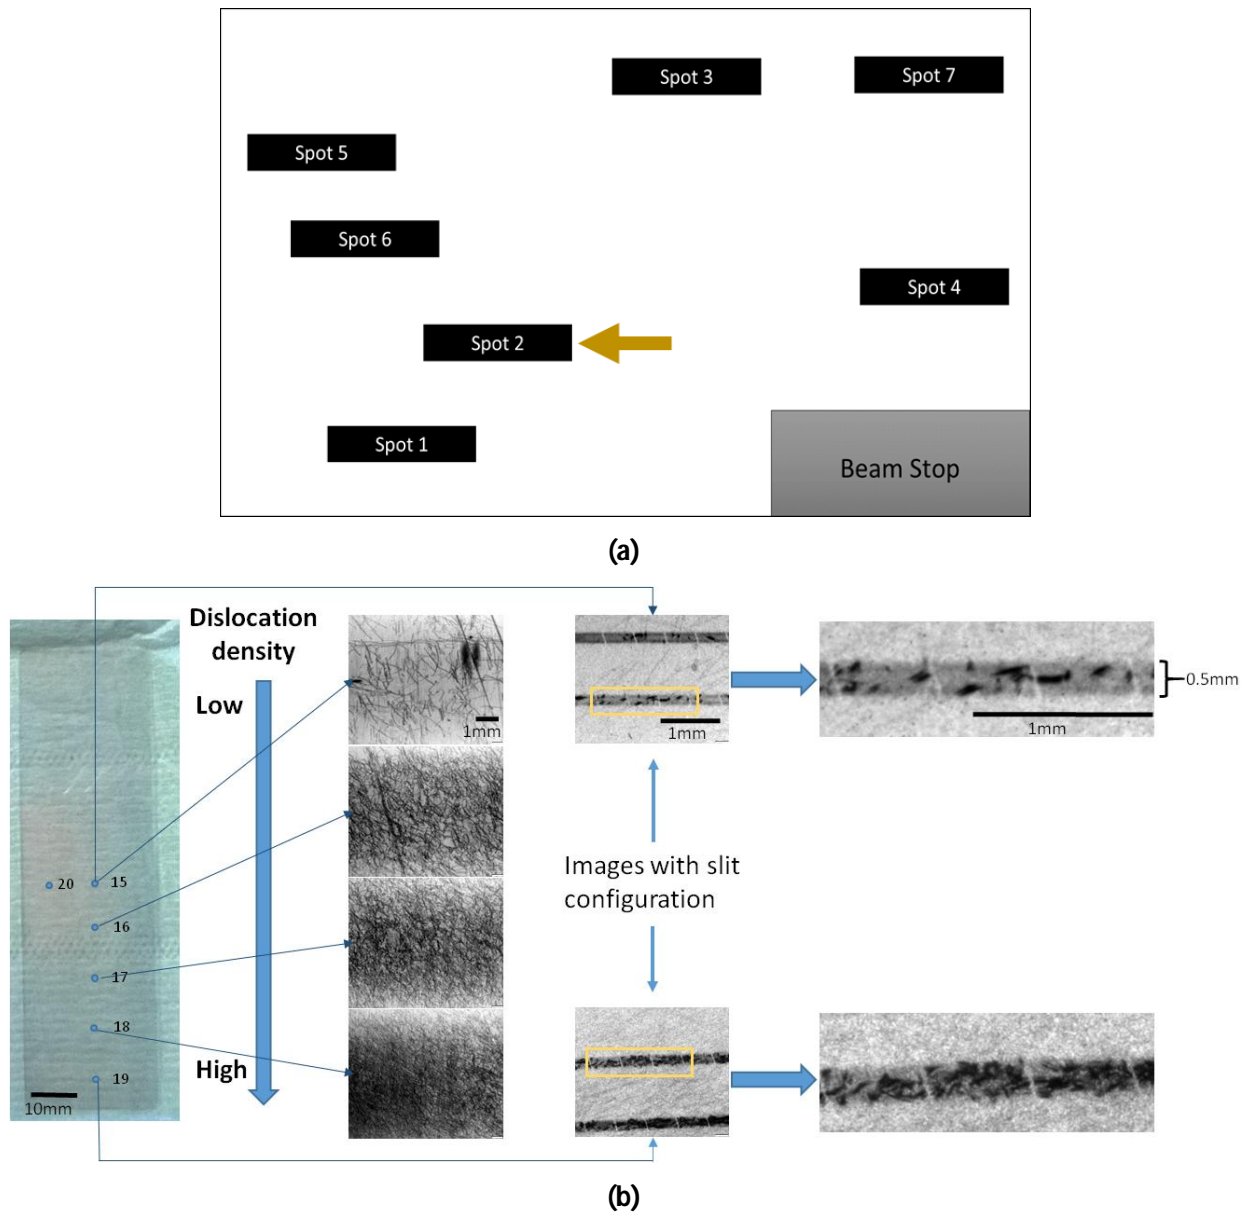 Spot 3
Spot 7
Spot 5
Spot 6
Spot 4
Spot 2
Spot 1
Beam Stop
(a)
Dislocation
density
Low
High
20
15
16
17
18
19
10mm
1mm
1mm
0.5mm
1mm
Images with slit
configuration
(b)